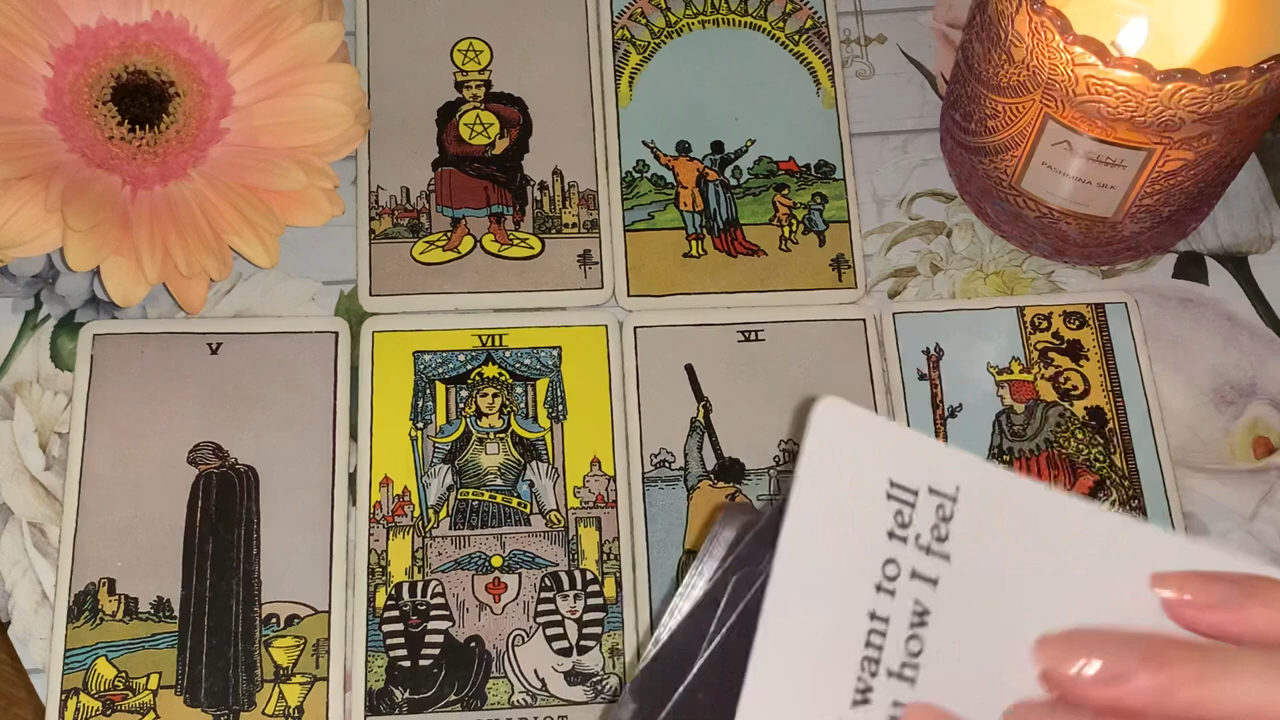 V
VII
VI
PASHMINA SILK
want to tell
how I feel.